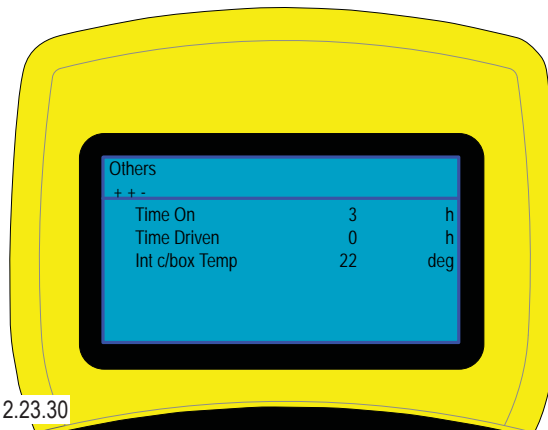 Others
+ + -
Time On 3 h
Time Driven 0 h
Int c/box Temp 22 deg
2.23.30